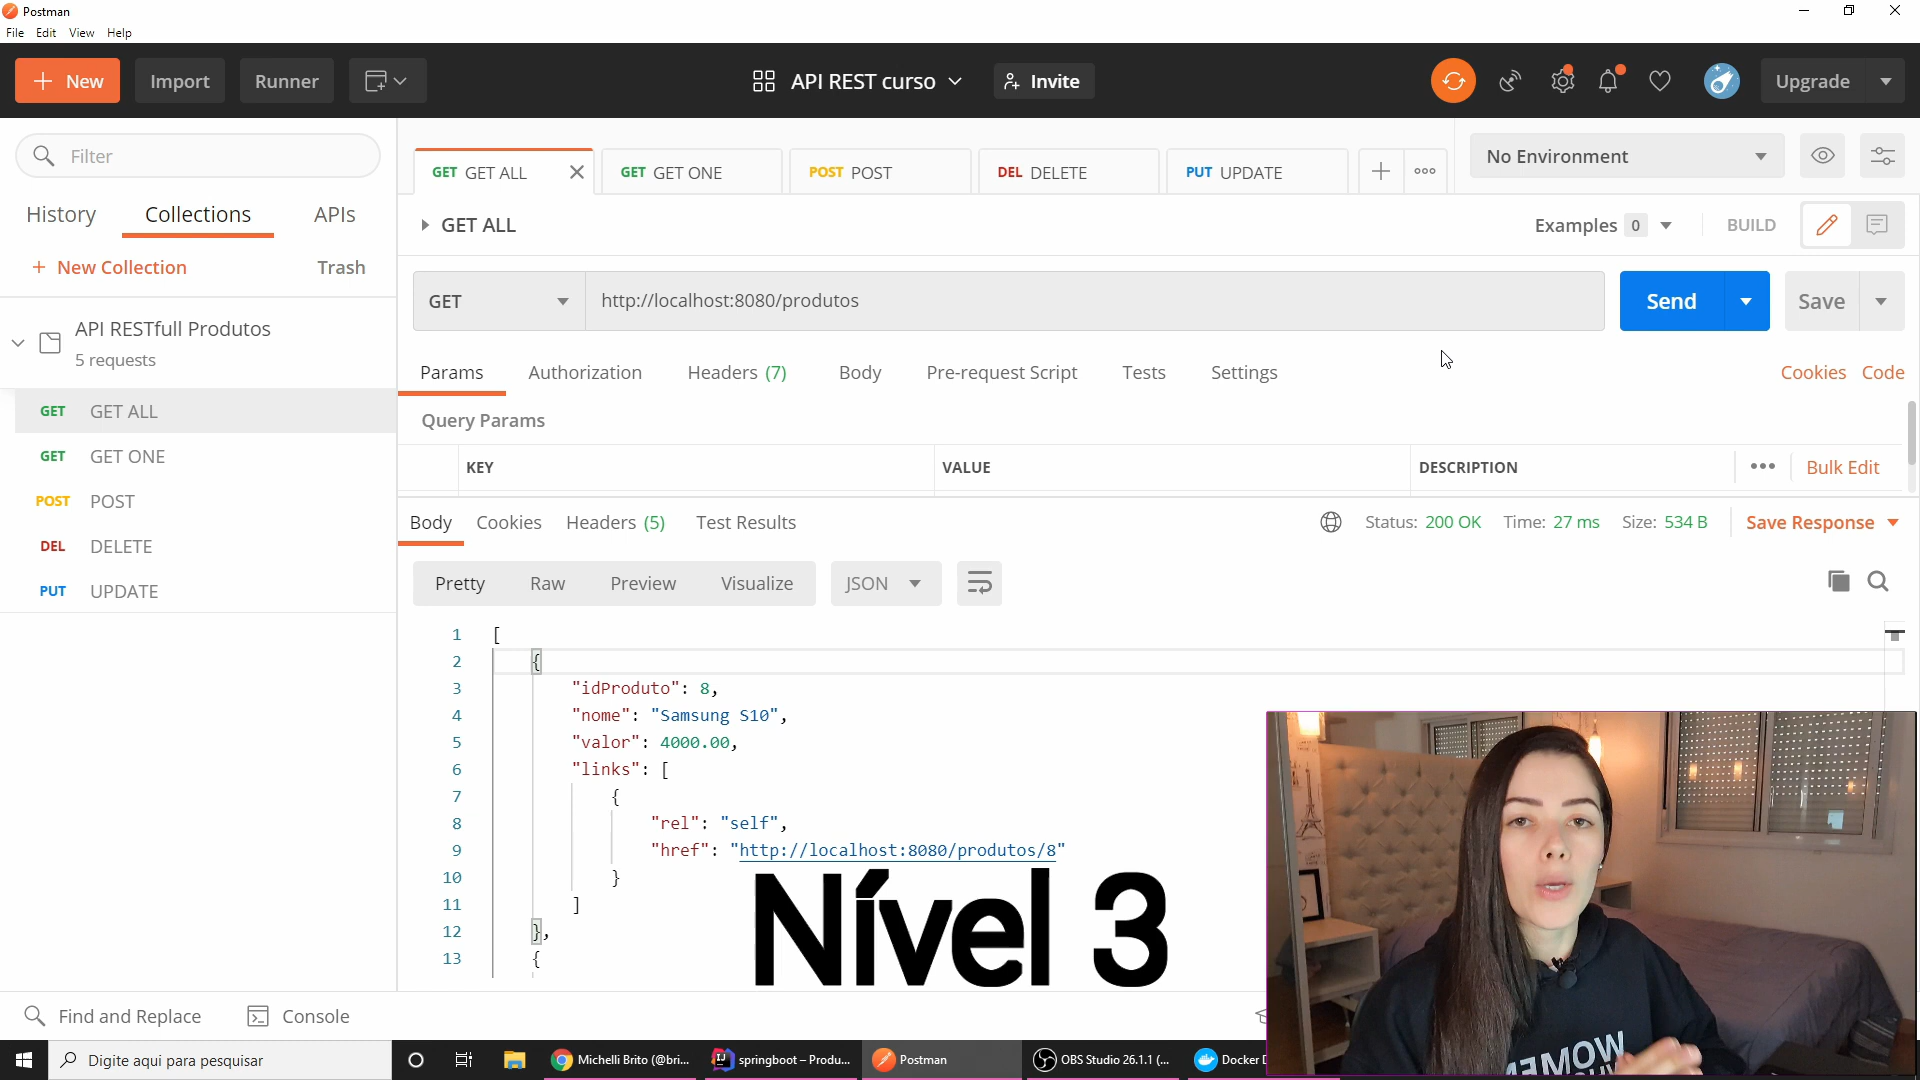 Postman
File Edit View Help
New Import Runner API REST curso Invite Upgrade
Filter
GET GET ALL GET GET ONE POST POST DEL DELETE PUT UPDATE No Environment
History Collections APIs
GET ALL Examples 0 BUILD
+ New Collection Trash
GET http://localhost:8080/produtos Send Save
API RESTfull Produtos
5 requests
Params Authorization Headers (7) Body Pre-request Script Tests Settings Cookies Code
GET GET ALL
Query Params
GET GET ONE
KEY VALUE DESCRIPTION Bulk Edit
POST POST
Body Cookies Headers (5) Test Results Status: 200 OK Time: 27 ms Size: 534 B Save Response
DEL DELETE
Pretty Raw Preview Visualize JSON
PUT UPDATE
1 [
2 {
3 "idProduto": 8,
4 "nome": "Samsung S10",
5 "valor": 4000.00,
6 "links": [
7 {
8 "rel": "self",
9 "href": "http://localhost:8080/produtos/8"
10 }
11 ]
12 },
13 {
Nível 3
Find and Replace Console
Digite aqui para pesquisar Michelli Brito (@bri... springboot – Produ... Postman OBS Studio 26.1.1 (... Docker
WOMEN